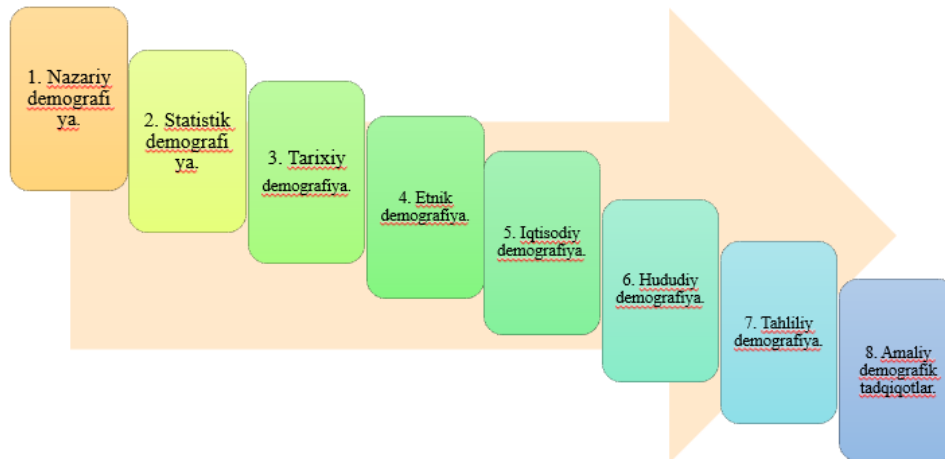 1. Nazariy
demografi
ya.
2. Statistik
demografi
ya.
3. Tarixiy
demografiya.
4. Etnik
demografiya.
5. Iqtisodiy
demografiya.
6. Hududiy
demografiya.
7. Tahliliy
demografiya.
8. Amaliy
demografik
tadqiqotlar.